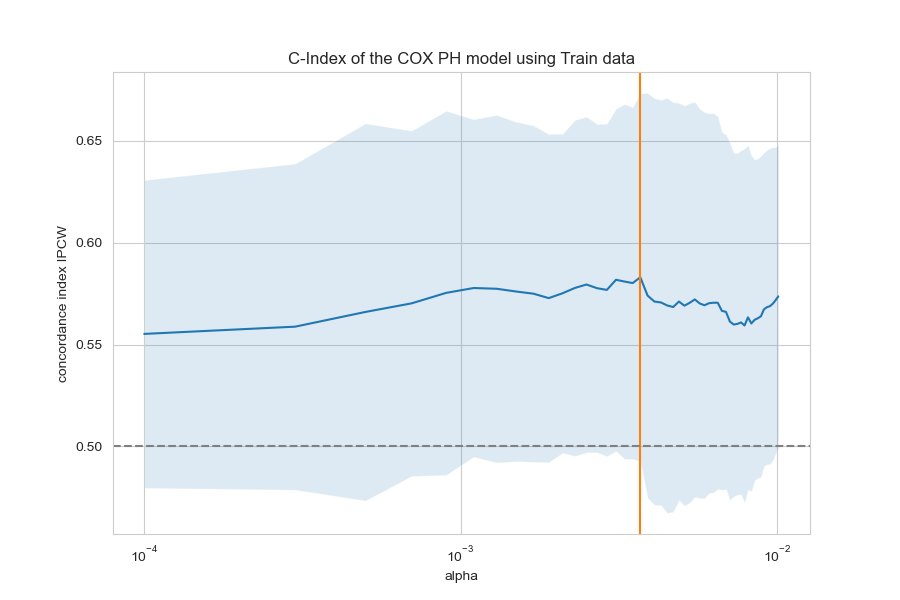 C-Index of the COX PH model using Train data
concordance index IPCW
0.65
0.60
0.55
0.50
10⁻⁴
10⁻³
10⁻²
alpha